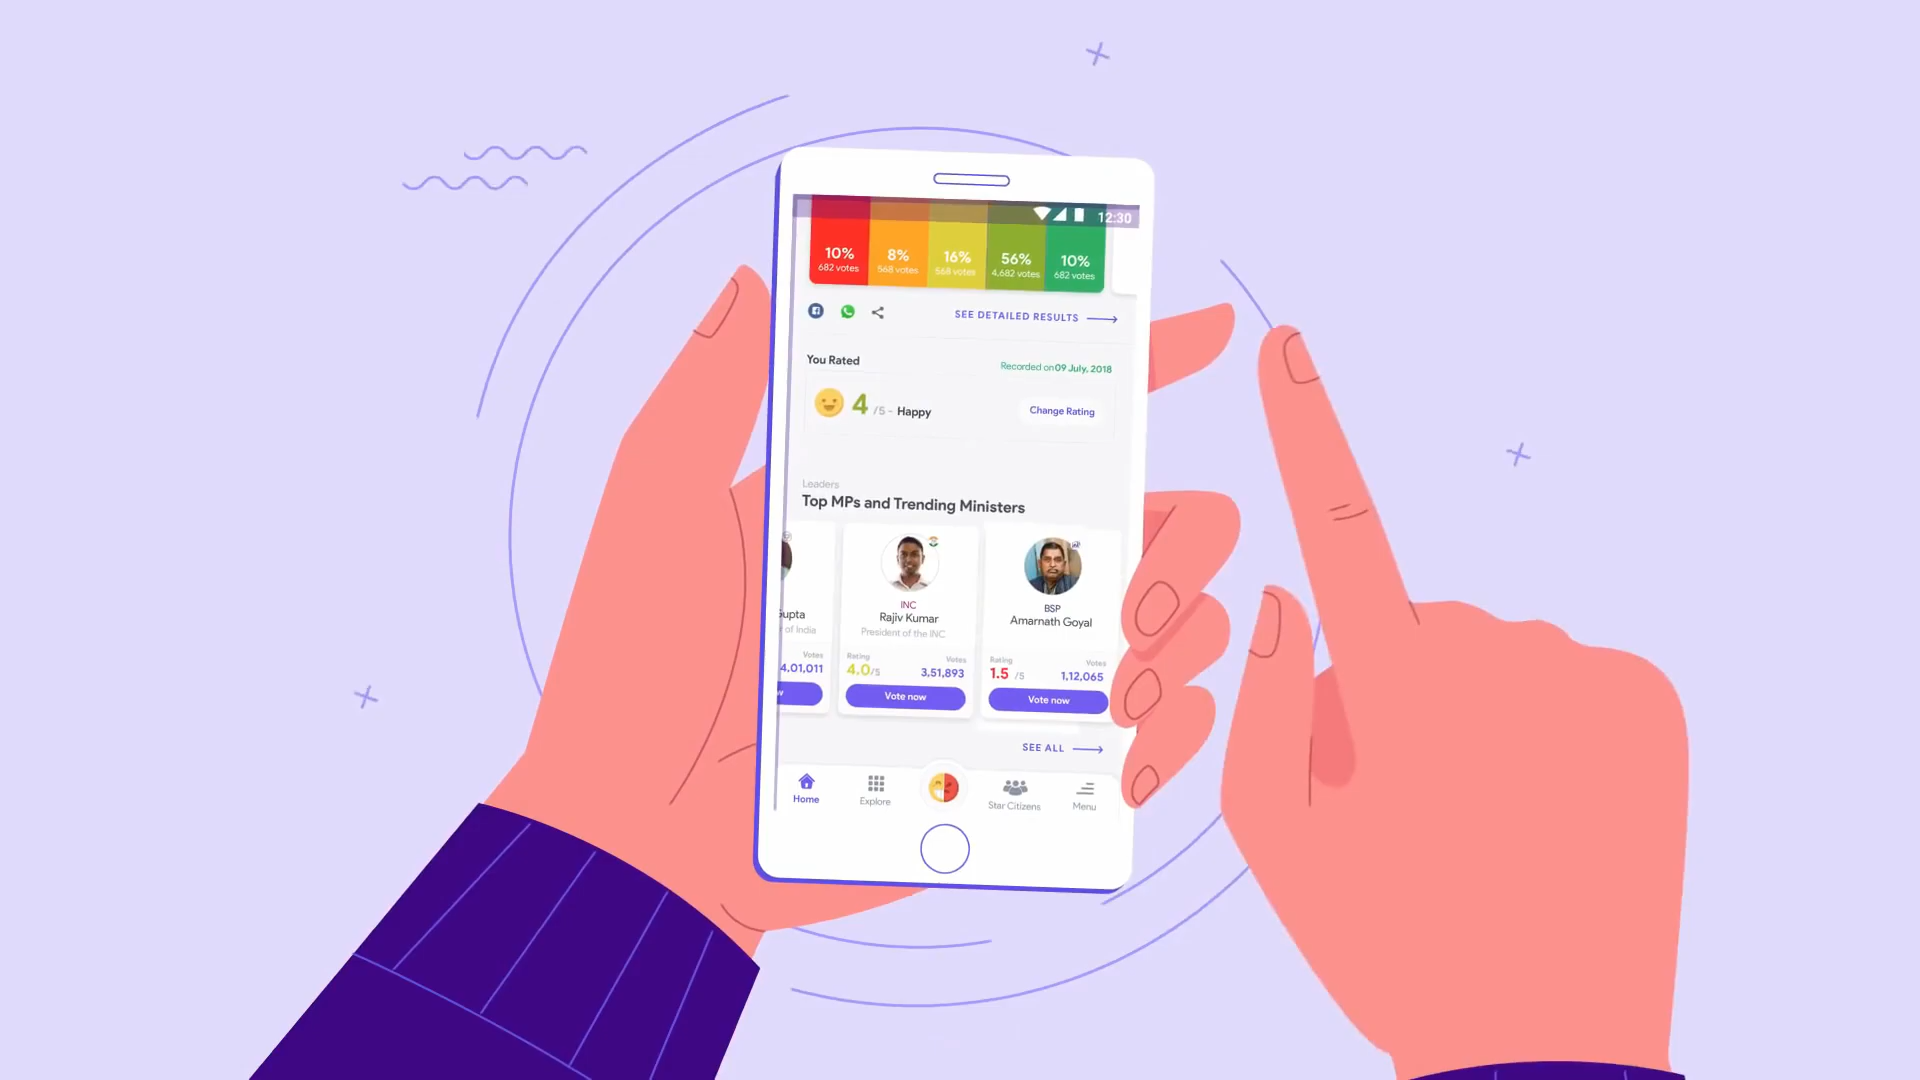 12:30
10% 8% 16% 56% 10%
682 votes 568 votes 568 votes 4,682 votes 682 votes
SEE DETAILED RESULTS
You Rated
Recorded on 09 July, 2018
4 /5 - Happy
Change Rating
Leaders
Top MPs and Trending Ministers
INC BSP
Gupta Rajiv Kumar Amarnath Goyal
of India President of the INC
Votes Rating Votes Rating Votes
4,01,011 4.0/5 3,51,893 1.5 /5 1,12,065
w Vote now Vote now
SEE ALL
Home Explore Star Citizens Menu